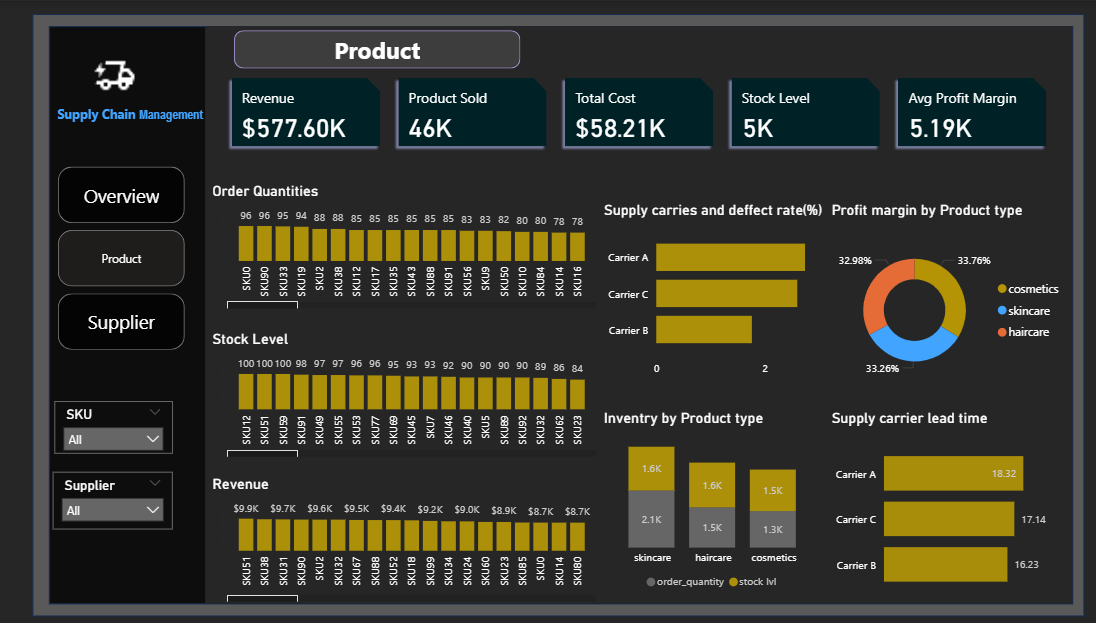 Product
Supply Chain Management
Overview
Product
Supplier
SKU
All
Supplier
All
Revenue
$577.60K
Product Sold
46K
Total Cost
$58.21K
Stock Level
5K
Avg Profit Margin
5.19K
Order Quantities
96 96 95 94 88 88 85 85 85 85 85 85 83 83 82 80 80 78 78
SKU0 SKU90 SKU33 SKU19 SKU2 SKU38 SKU12 SKU17 SKU35 SKU43 SKU88 SKU91 SKU56 SKU9 SKU50 SKU10 SKU84 SKU14 SKU16
Stock Level
100 100 100 98 97 97 96 96 95 93 93 92 90 90 90 90 89 86 84
SKU12 SKU51 SKU59 SKU91 SKU49 SKU55 SKU53 SKU77 SKU69 SKU45 SKU7 SKU46 SKU40 SKU5 SKU89 SKU92 SKU32 SKU62 SKU23
Revenue
$9.9K $9.7K $9.6K $9.5K $9.4K $9.2K $9.0K $8.9K $8.7K $8.7K
SKU51 SKU38 SKU31 SKU90 SKU2 SKU32 SKU67 SKU88 SKU52 SKU18 SKU99 SKU34 SKU24 SKU60 SKU23 SKU85 SKU0 SKU14 SKU80
Supply carries and deffect rate(%)
Carrier A
Carrier C
Carrier B
0 2
Profit margin by Product type
32.98%
33.76%
33.26%
cosmetics
skincare
haircare
Inventry by Product type
1.6K 1.6K 1.5K
2.1K 1.5K 1.3K
skincare haircare cosmetics
order_quantity stock lvl
Supply carrier lead time
Carrier A 18.32
Carrier C 17.14
Carrier B 16.23